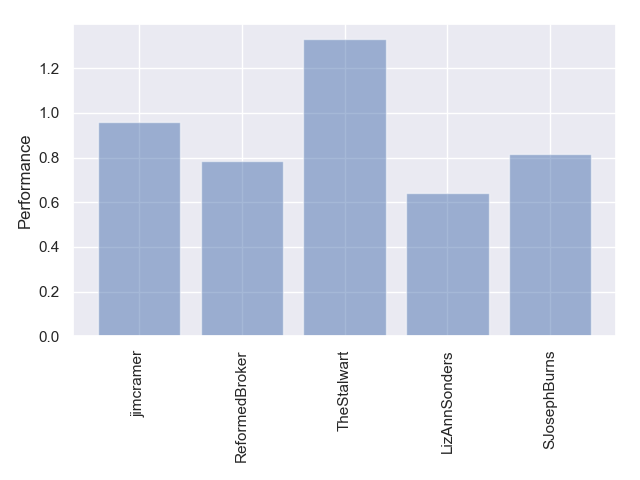 Performance
1.2
1.0
0.8
0.6
0.4
0.2
0.0
jimcramer
ReformedBroker
TheStalwart
LizAnnSonders
SJosephBurns